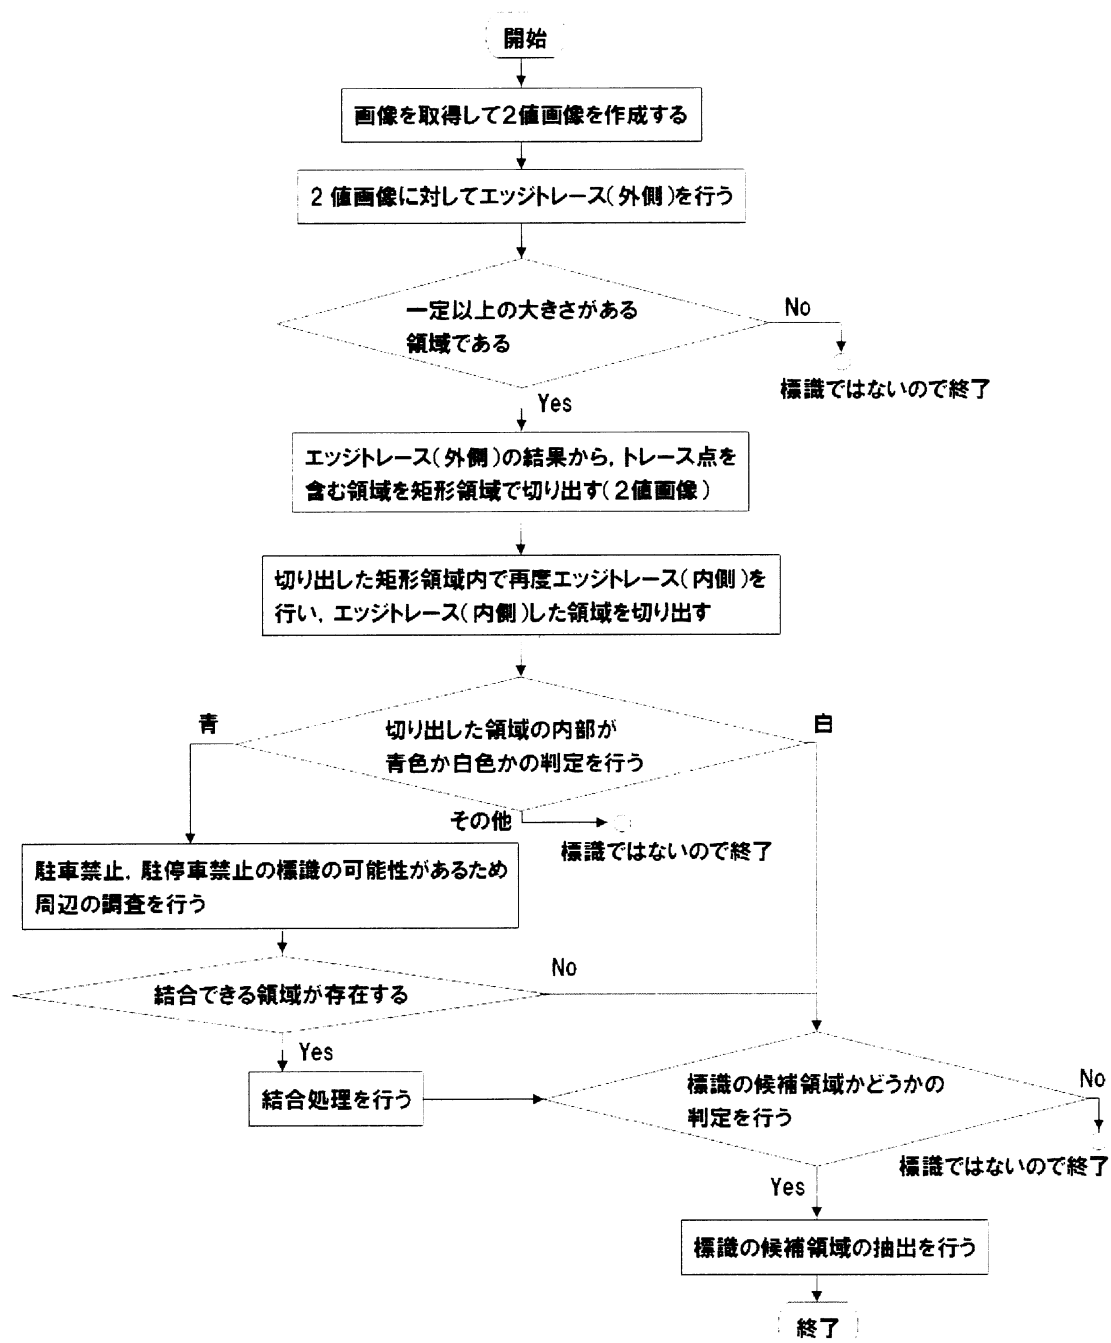 開始
画像を取得して2値画像を作成する
2 値画像に対してエッジトレース(外側)を行う
一定以上の大きさがある
領域である
No
標識ではないので終了
Yes
エッジトレース(外側)の結果から,トレース点を
含む領域を矩形領域で切り出す(2値画像)
切り出した矩形領域内で再度エッジトレース(内側)を
行い,エッジトレース(内側)した領域を切り出す
青
切り出した領域の内部が
青色か白色かの判定を行う
白
その他
標識ではないので終了
駐車禁止,駐停車禁止の標識の可能性があるため
周辺の調査を行う
結合できる領域が存在する
No
Yes
結合処理を行う
標識の候補領域かどうかの
判定を行う
No
標識ではないので終了
Yes
標識の候補領域の抽出を行う
終了